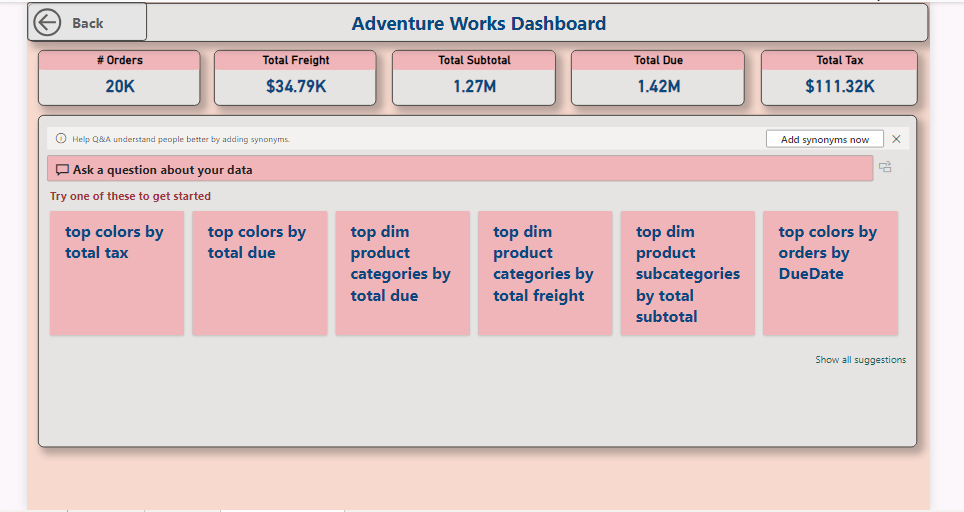 Back
Adventure Works Dashboard
# Orders
20K
Total Freight
$34.79K
Total Subtotal
1.27M
Total Due
1.42M
Total Tax
$111.32K
Help Q&A understand people better by adding synonyms.
Add synonyms now
Ask a question about your data
Try one of these to get started
top colors by
total tax
top colors by
total due
top dim
product
categories by
total due
top dim
product
categories by
total freight
top dim
product
subcategories
by total
subtotal
top colors by
orders by
DueDate
Show all suggestions